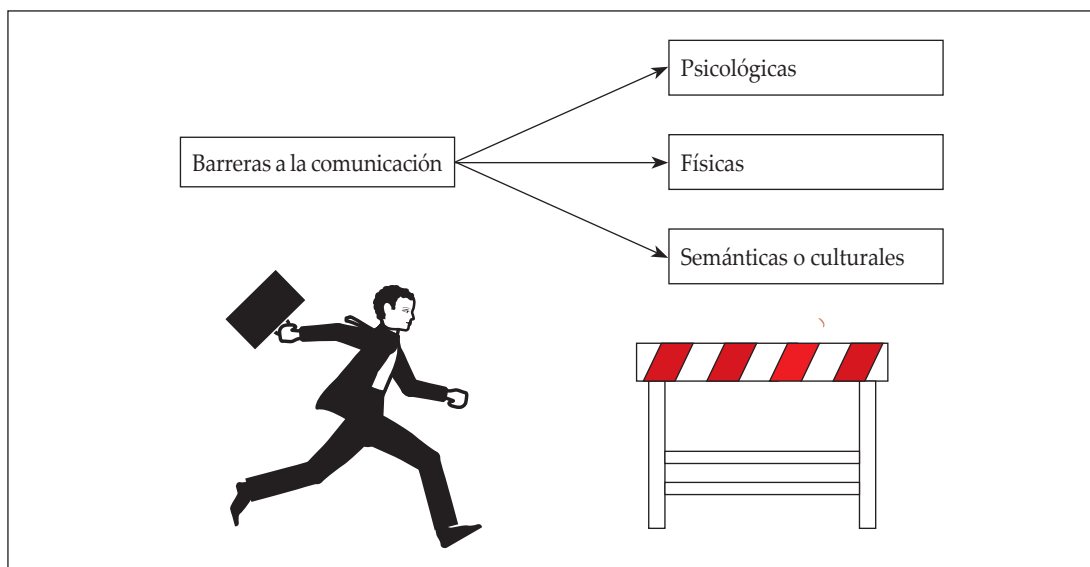 Psicológicas
Barreras a la comunicación
Físicas
Semánticas o culturales